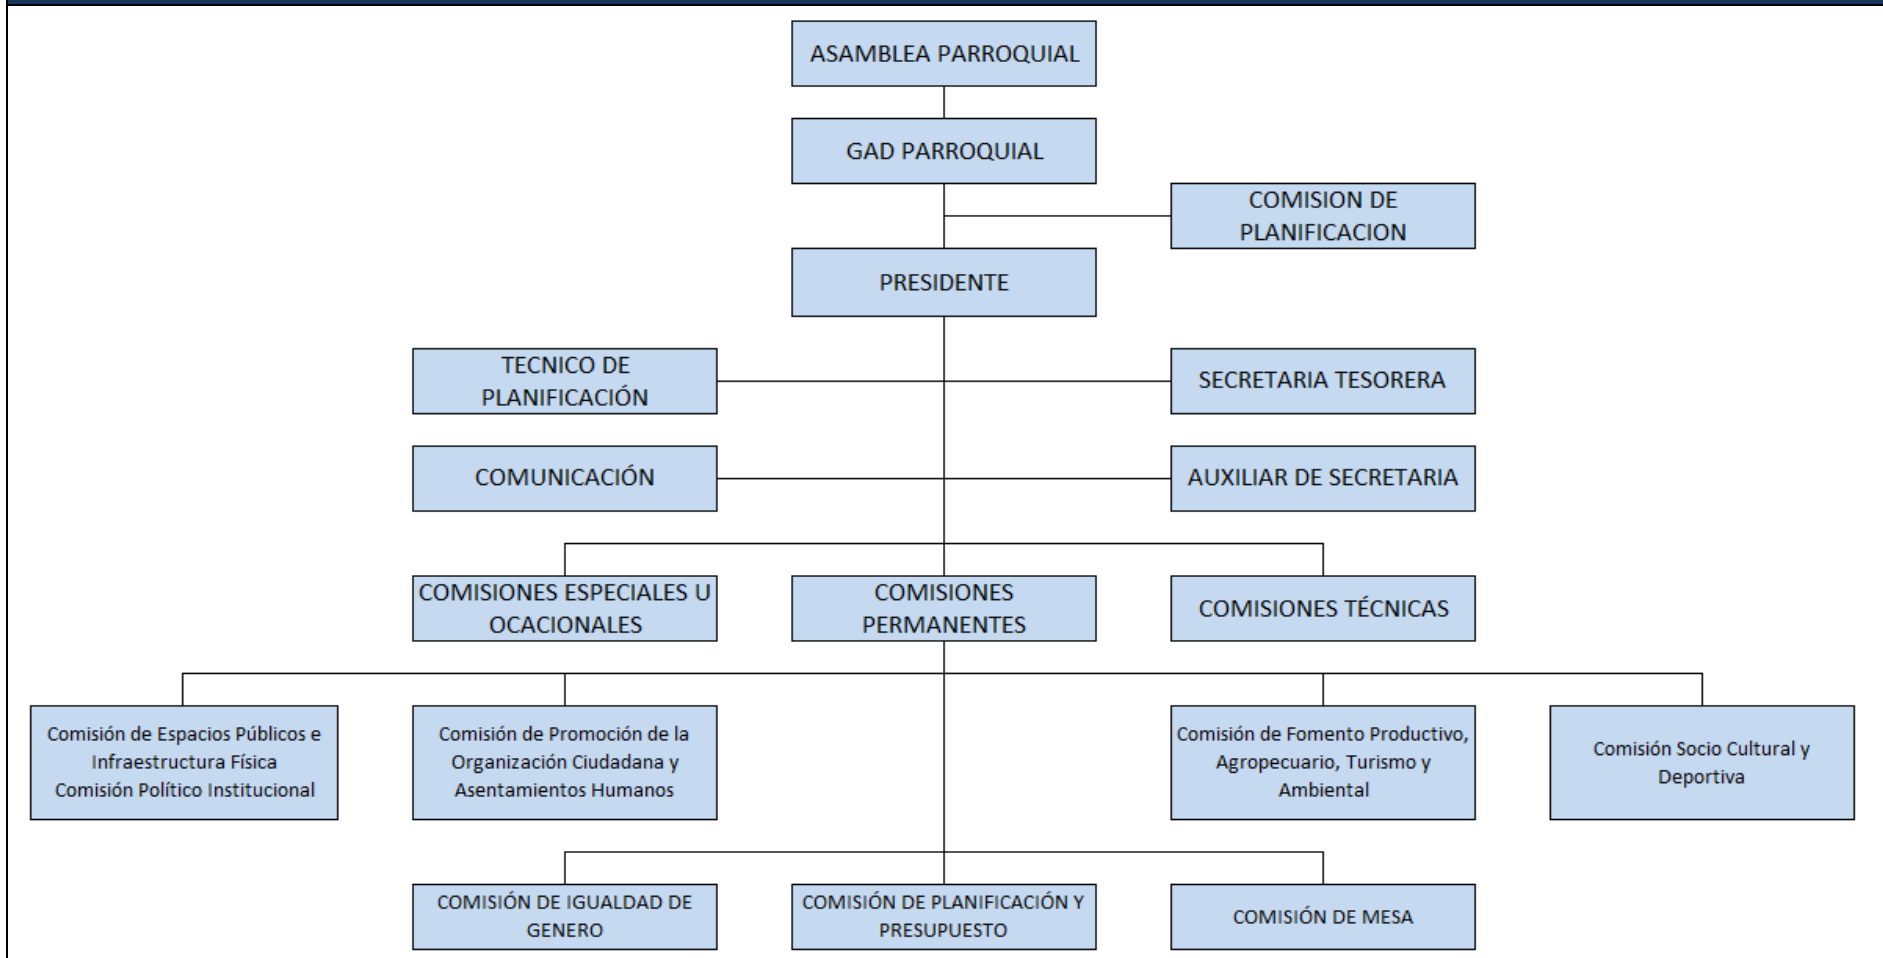 ASAMBLEA PARROQUIAL
GAD PARROQUIAL
COMISION DE
PLANIFICACION
PRESIDENTE
TECNICO DE
PLANIFICACIÓN
SECRETARIA TESORERA
COMUNICACIÓN
AUXILIAR DE SECRETARIA
COMISIONES ESPECIALES U
OCACIONALES
COMISIONES
PERMANENTES
COMISIONES TÉCNICAS
Comisión de Espacios Públicos e
Infraestructura Física
Comisión Político Institucional
Comisión de Promoción de la
Organización Ciudadana y
Asentamientos Humanos
Comisión de Fomento Productivo,
Agropecuario, Turismo y
Ambiental
Comisión Socio Cultural y
Deportiva
COMISIÓN DE IGUALDAD DE
GENERO
COMISIÓN DE PLANIFICACIÓN Y
PRESUPUESTO
COMISIÓN DE MESA